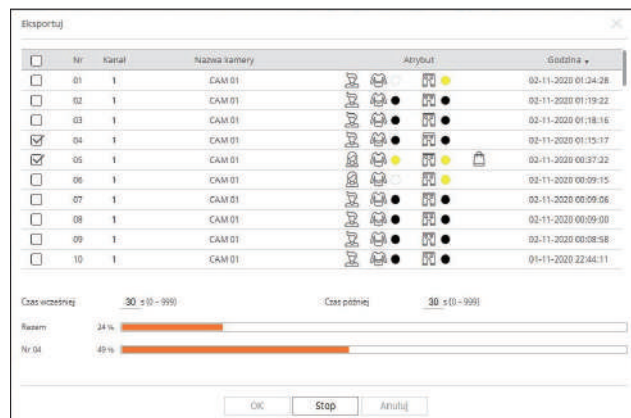 Eksportuj
Nr Kanał Nazwa kamery Atrybut Godzina
01 1 CAM 01 02-11-2020 01:24:28
02 1 CAM 01 02-11-2020 01:19:22
03 1 CAM 01 02-11-2020 01:18:16
04 1 CAM 01 02-11-2020 01:15:17
05 1 CAM 01 02-11-2020 00:37:22
06 1 CAM 01 02-11-2020 00:09:15
07 1 CAM 01 02-11-2020 00:09:06
08 1 CAM 01 02-11-2020 00:09:00
09 1 CAM 01 02-11-2020 00:08:58
10 1 CAM 01 01-11-2020 22:44:11
Czas wcześniej 30 s (0 ~ 999) Czas później 30 s (0 ~ 999)
Razem 24 %
Nr 04 49 %
OK Stop Anuluj